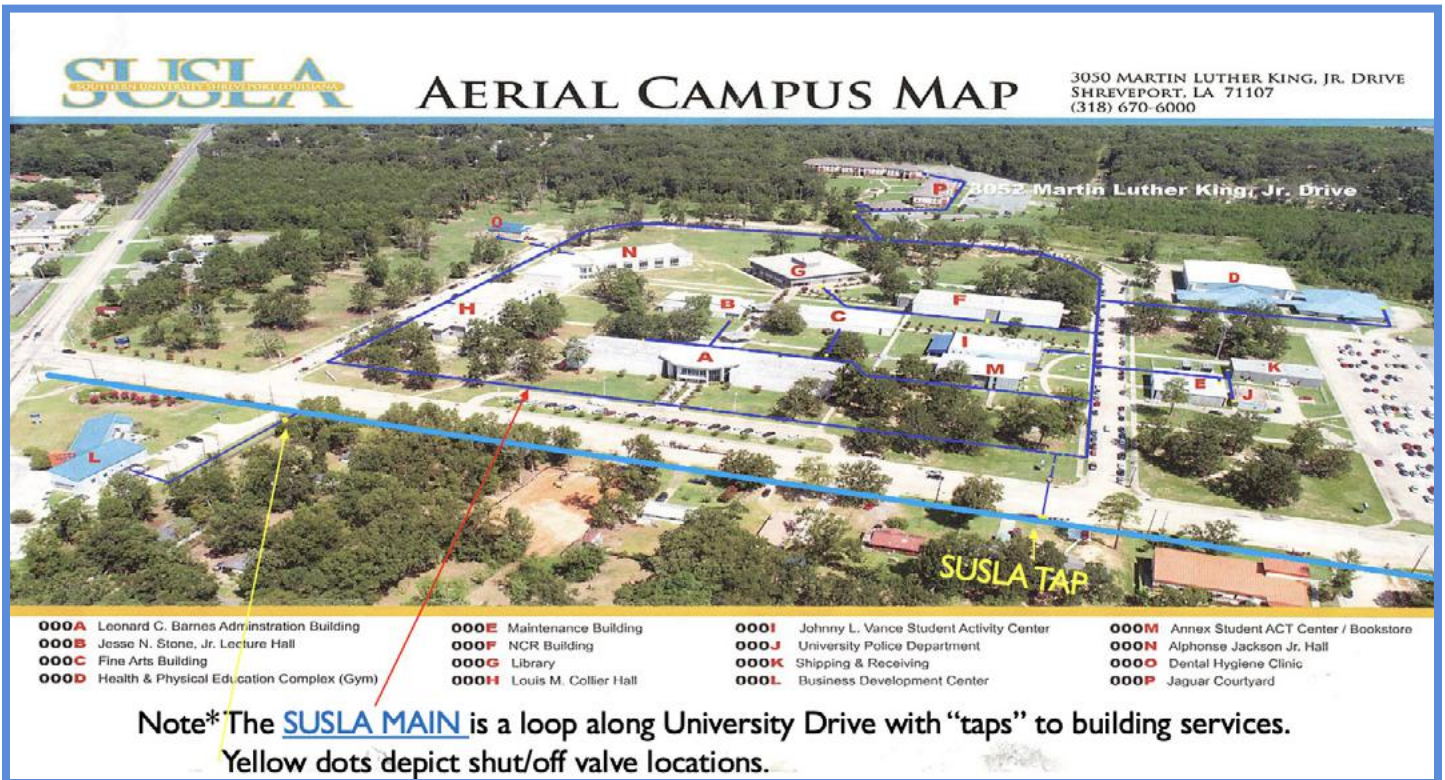 SUSLA
SOUTHERN UNIVERSITY SHREVEPORT LOUISIANA
AERIAL CAMPUS MAP
3050 MARTIN LUTHER KING, JR. DRIVE
SHREVEPORT, LA 71107
(318) 670-6000
P 3052 Martin Luther King, Jr. Drive
O
N
G
D
H
B
C
F
I
A
M
E
K
J
L
SUSLA TAP
000A Leonard C. Barnes Adminstration Building
000B Jesse N. Stone, Jr. Lecture Hall
000C Fine Arts Building
000D Health & Physical Education Complex (Gym)
000E Maintenance Building
000F NCR Building
000G Library
000H Louis M. Collier Hall
000I Johnny L. Vance Student Activity Center
000J University Police Department
000K Shipping & Receiving
000L Business Development Center
000M Annex Student ACT Center / Bookstore
000N Alphonse Jackson Jr. Hall
000O Dental Hygiene Clinic
000P Jaguar Courtyard
Note* The SUSLA MAIN is a loop along University Drive with “taps” to building services.
Yellow dots depict shut/off valve locations.